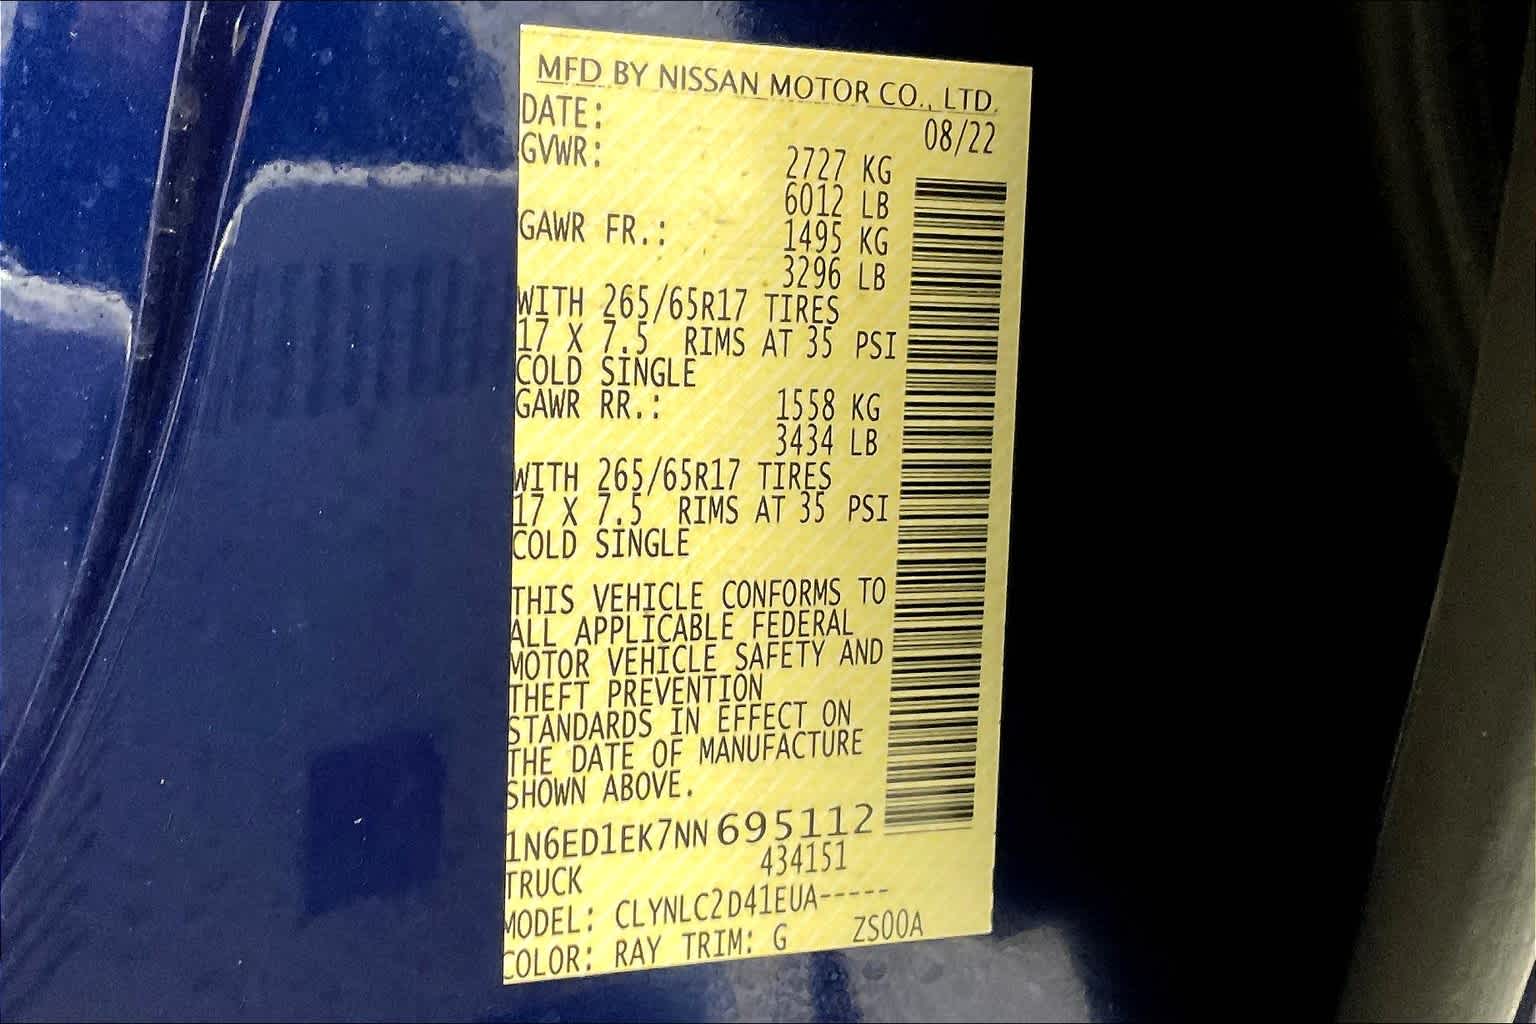 MFD BY NISSAN MOTOR CO., LTD.
DATE: 08/22
GVWR: 2727 KG
6012 LB
GAWR FR.: 1495 KG
3296 LB
WITH 265/65R17 TIRES
17 X 7.5 RIMS AT 35 PSI
COLD SINGLE
GAWR RR.: 1558 KG
3434 LB
WITH 265/65R17 TIRES
17 X 7.5 RIMS AT 35 PSI
COLD SINGLE
THIS VEHICLE CONFORMS TO
ALL APPLICABLE FEDERAL
MOTOR VEHICLE SAFETY AND
THEFT PREVENTION
STANDARDS IN EFFECT ON
THE DATE OF MANUFACTURE
SHOWN ABOVE.
1N6ED1EK7NN695112
TRUCK 434151
MODEL: CLYNLC2D41EUA-----
COLOR: RAY TRIM: G ZS00A